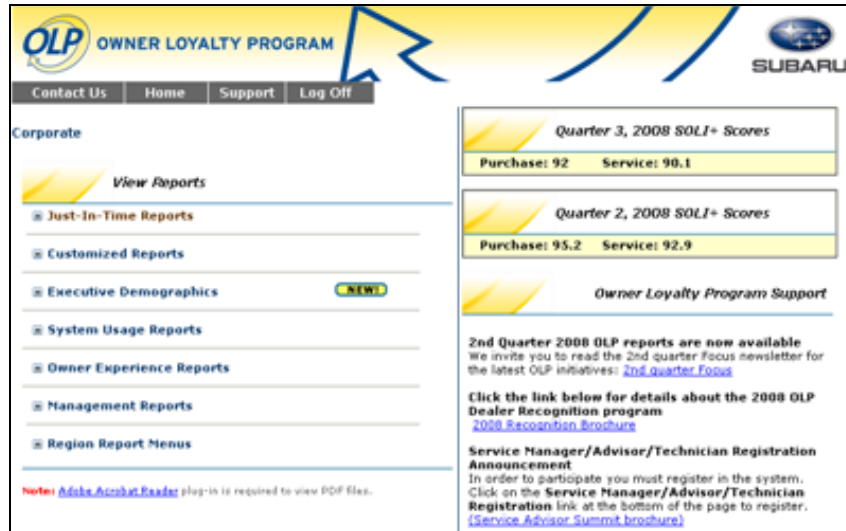 OLP OWNER LOYALTY PROGRAM
SUBARU
Contact Us Home Support Log Off
Corporate
View Reports
Just-In-Time Reports
Customized Reports
Executive Demographics NEW!
System Usage Reports
Owner Experience Reports
Management Reports
Region Report Menus
Note: Adobe Acrobat Reader plug-in is required to view PDF files.
Quarter 3, 2008 SOLI+ Scores
Purchase: 92 Service: 90.1
Quarter 2, 2008 SOLI+ Scores
Purchase: 95.2 Service: 92.9
Owner Loyalty Program Support
2nd Quarter 2008 OLP reports are now available
We invite you to read the 2nd quarter Focus newsletter for
the latest OLP initiatives: 2nd quarter Focus
Click the link below for details about the 2008 OLP
Dealer Recognition program
2008 Recognition Brochure
Service Manager/Advisor/Technician Registration
Announcement
In order to participate you must register in the system.
Click on the Service Manager/Advisor/Technician
Registration link at the bottom of the page to register.
(Service Advisor Summit brochure)